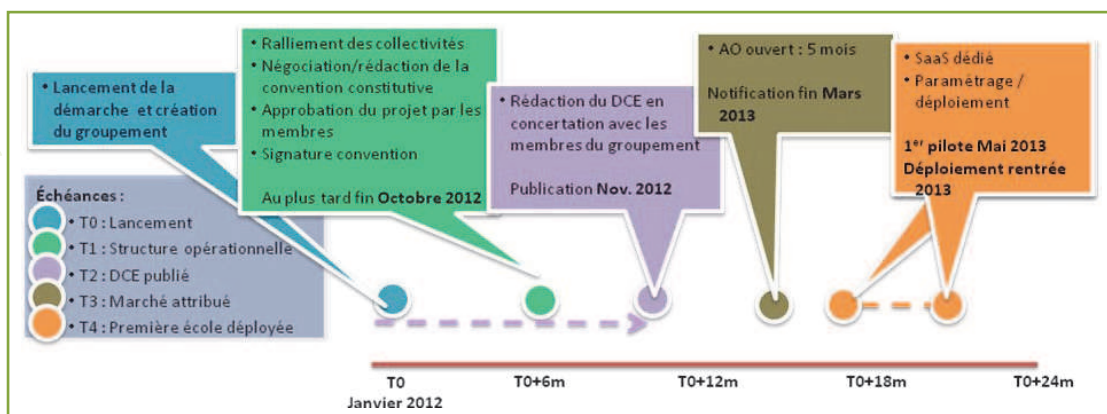 • Lancement de la
démarche et création
du groupement
• Ralliement des collectivités
• Négociation/rédaction de la
convention constitutive
• Approbation du projet par les
membres
• Signature convention
Au plus tard fin Octobre 2012
• Rédaction du DCE en
concertation avec les
membres du groupement
Publication Nov. 2012
• AO ouvert : 5 mois
Notification fin Mars
2013
• SaaS dédié
• Paramétrage /
déploiement
1er pilote Mai 2013
Déploiement rentrée
2013
Échéances :
• T0 : Lancement
• T1 : Structure opérationnelle
• T2 : DCE publié
• T3 : Marché attribué
• T4 : Première école déployée
T0
Janvier 2012
T0+6m
T0+12m
T0+18m
T0+24m